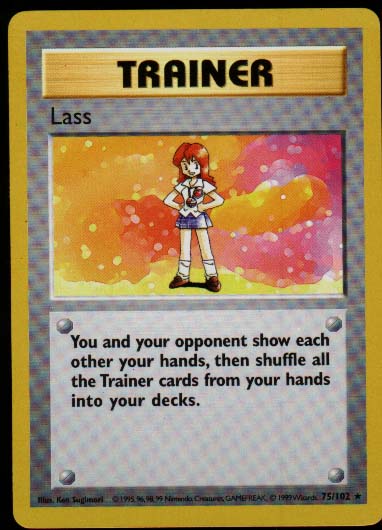 TRAINER
Lass
You and your opponent show each
other your hands, then shuffle all
the Trainer cards from your hands
into your decks.
Illus. Ken Sugimori © 1995, 96, 98, 99 Nintendo, Creatures, GAMEFREAK. © 1999 Wizards. 75/102 ★